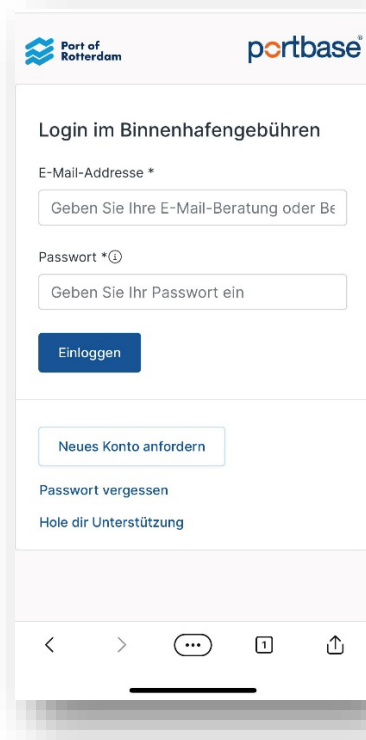 Port of
Rotterdam
portbase
Login im Binnenhafengebühren
E-Mail-Addresse *
Geben Sie Ihre E-Mail-Beratung oder Be
Passwort *
Geben Sie Ihr Passwort ein
Einloggen
Neues Konto anfordern
Passwort vergessen
Hole dir Unterstützung
1